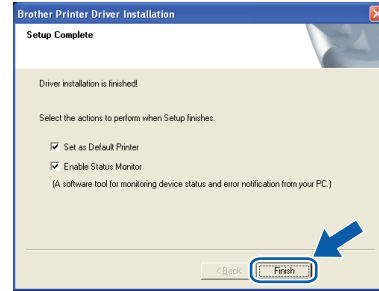 Brother Printer Driver Installation
Setup Complete
Driver installation is finished!
Select the actions to perform when Setup finishes.
Set as Default Printer
Enable Status Monitor
(A software tool for monitoring device status and error notification from your PC.)
< Back
Finish